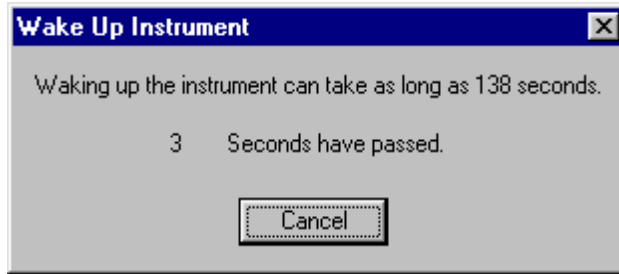 Wake Up Instrument
Waking up the instrument can take as long as 138 seconds.
3 Seconds have passed.
Cancel